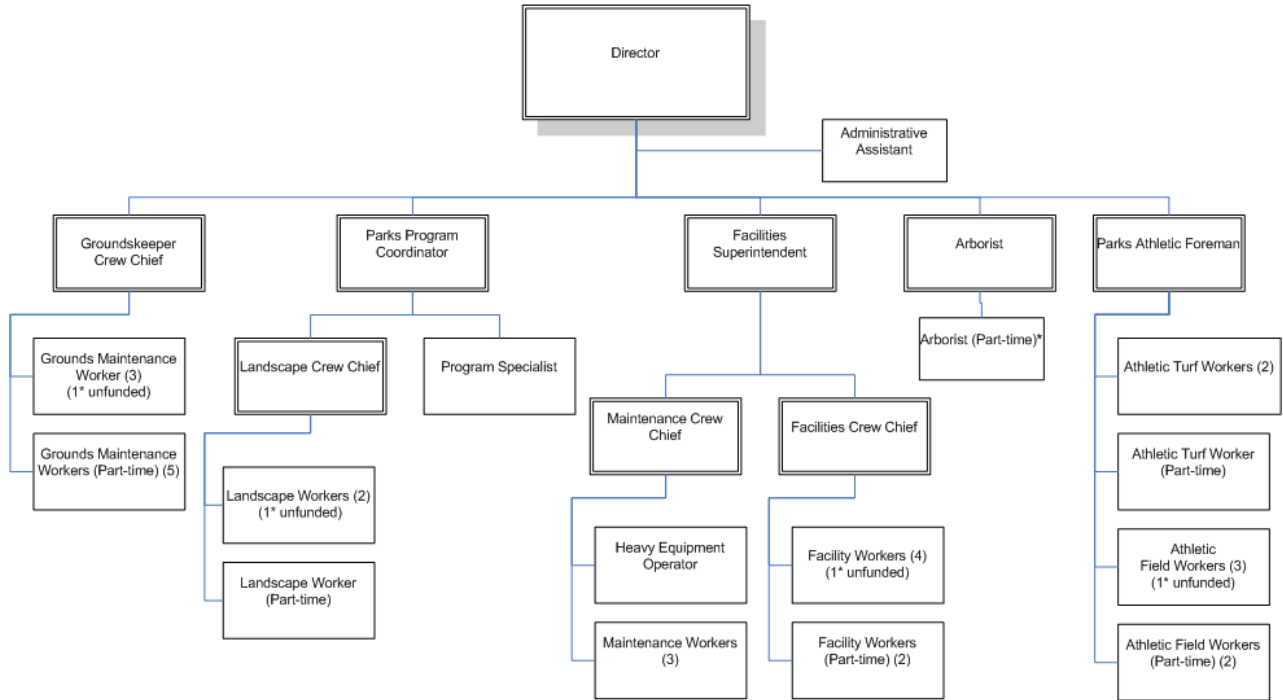 Director
Administrative
Assistant
Groundskeeper
Crew Chief
Parks Program
Coordinator
Facilities
Superintendent
Arborist
Parks Athletic Foreman
Grounds Maintenance
Worker (3)
(1* unfunded)
Grounds Maintenance
Workers (Part-time) (5)
Landscape Crew Chief
Program Specialist
Landscape Workers (2)
(1* unfunded)
Landscape Worker
(Part-time)
Maintenance Crew
Chief
Facilities Crew Chief
Heavy Equipment
Operator
Maintenance Workers
(3)
Facility Workers (4)
(1* unfunded)
Facility Workers
(Part-time) (2)
Arborist (Part-time)*
Athletic Turf Workers (2)
Athletic Turf Worker
(Part-time)
Athletic
Field Workers (3)
(1* unfunded)
Athletic Field Workers
(Part-time) (2)